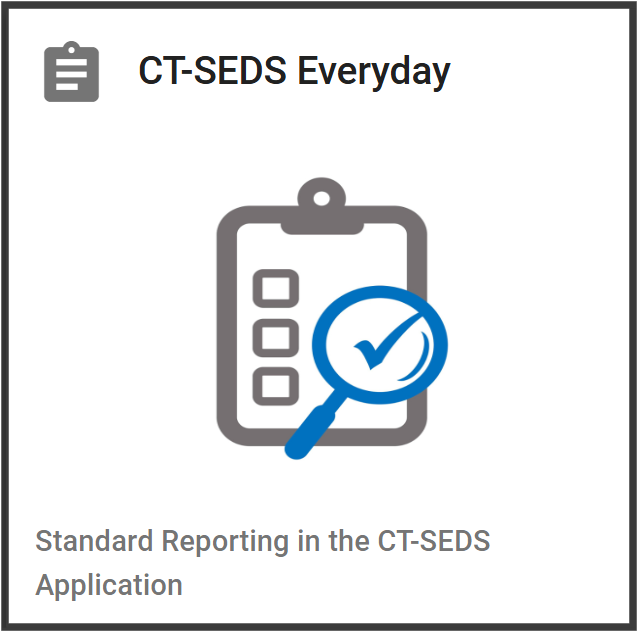 CT-SEDS Everyday
Standard Reporting in the CT-SEDS
Application